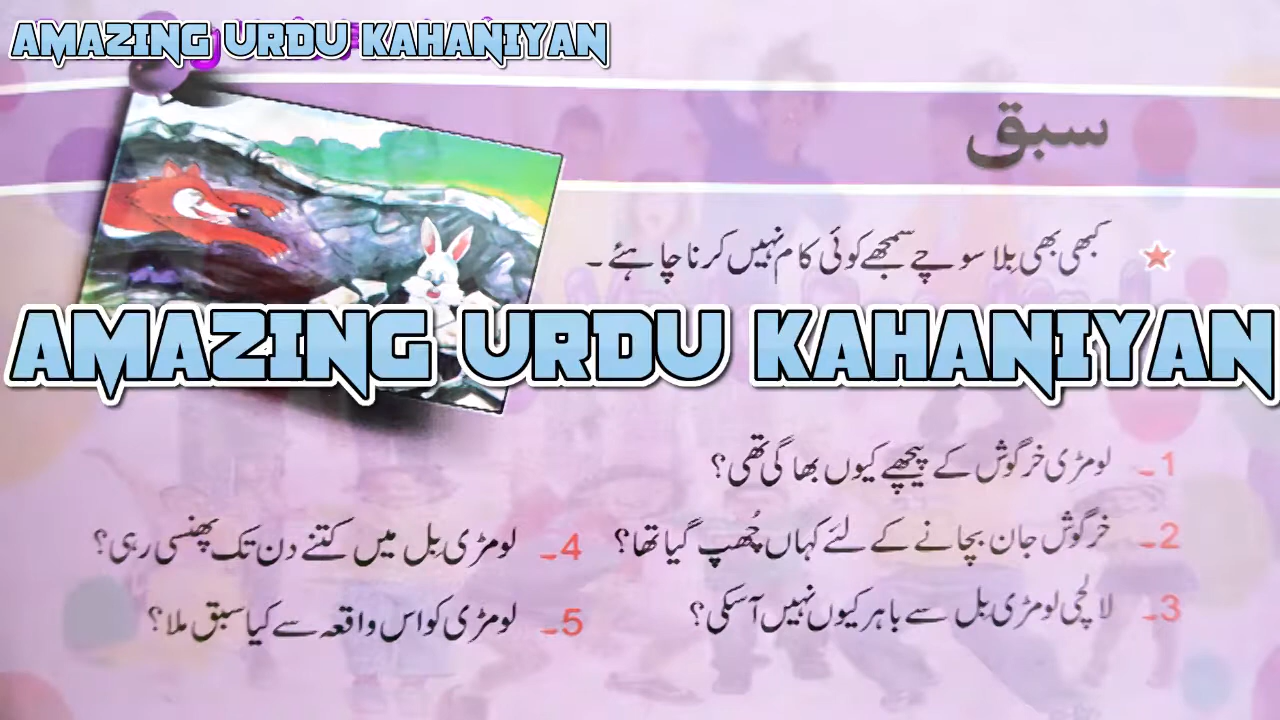 AMAZING URDU KAHANIYAN
سبق
کبھی بھی بلا سوچے سمجھے کوئی کام نہیں کرنا چاہئے ۔
AMAZING URDU KAHANIYAN
1۔ لومڑی خرگوش کے پیچھے کیوں بھاگی تھی؟
2۔ خرگوش جان بچانے کے لئے کہاں چُھپ گیا تھا؟
4۔ لومڑی بِل میں کتنے دن تک پھنسی رہی؟
3۔ لالچی لومڑی بِل سے باہر کیوں نہیں آسکی؟
5۔ لومڑی کو اس واقعہ سے کیا سبق ملا؟